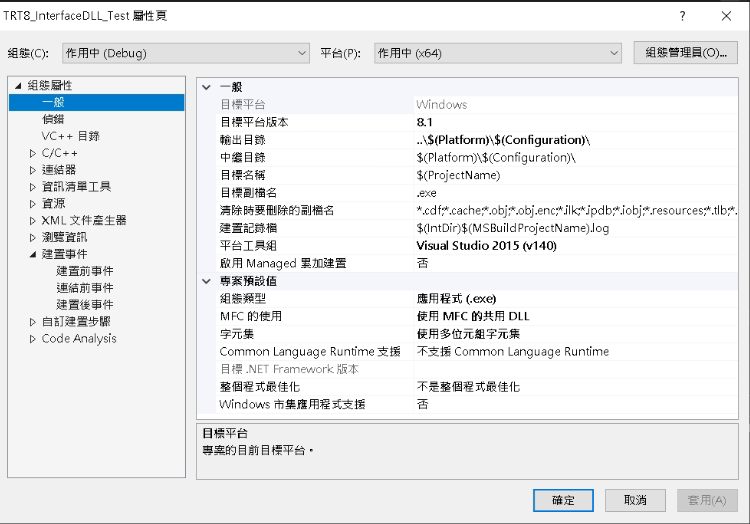 TRT8_InterfaceDLL_Test 屬性頁
組態(C): 作用中 (Debug) 平台(P): 作用中 (x64) 組態管理員(O)...
組態屬性
一般
偵錯
VC++ 目錄
C/C++
連結器
資訊清單工具
資源
XML 文件產生器
瀏覽資訊
建置事件
建置前事件
連結前事件
建置後事件
自訂建置步驟
Code Analysis
一般
目標平台 Windows
目標平台版本 8.1
輸出目錄 ..\$(Platform)\$(Configuration)\
中繼目錄 $(Platform)\$(Configuration)\
目標名稱 $(ProjectName)
目標副檔名 .exe
清除時要刪除的副檔名 *.cdf;*.cache;*.obj;*.obj.enc;*.ilk;*.ipdb;*.iobj;*.resources;*.tlb;*.
建置記錄檔 $(IntDir)$(MSBuildProjectName).log
平台工具組 Visual Studio 2015 (v140)
啟用 Managed 累加建置 否
專案預設值
組態類型 應用程式 (.exe)
MFC 的使用 使用 MFC 的共用 DLL
字元集 使用多位元組字元集
Common Language Runtime 支援 不支援 Common Language Runtime
目標 .NET Framework 版本
整個程式最佳化 不是整個程式最佳化
Windows 市集應用程式支援 否
目標平台
專案的目前目標平台。
確定 取消 套用(A)